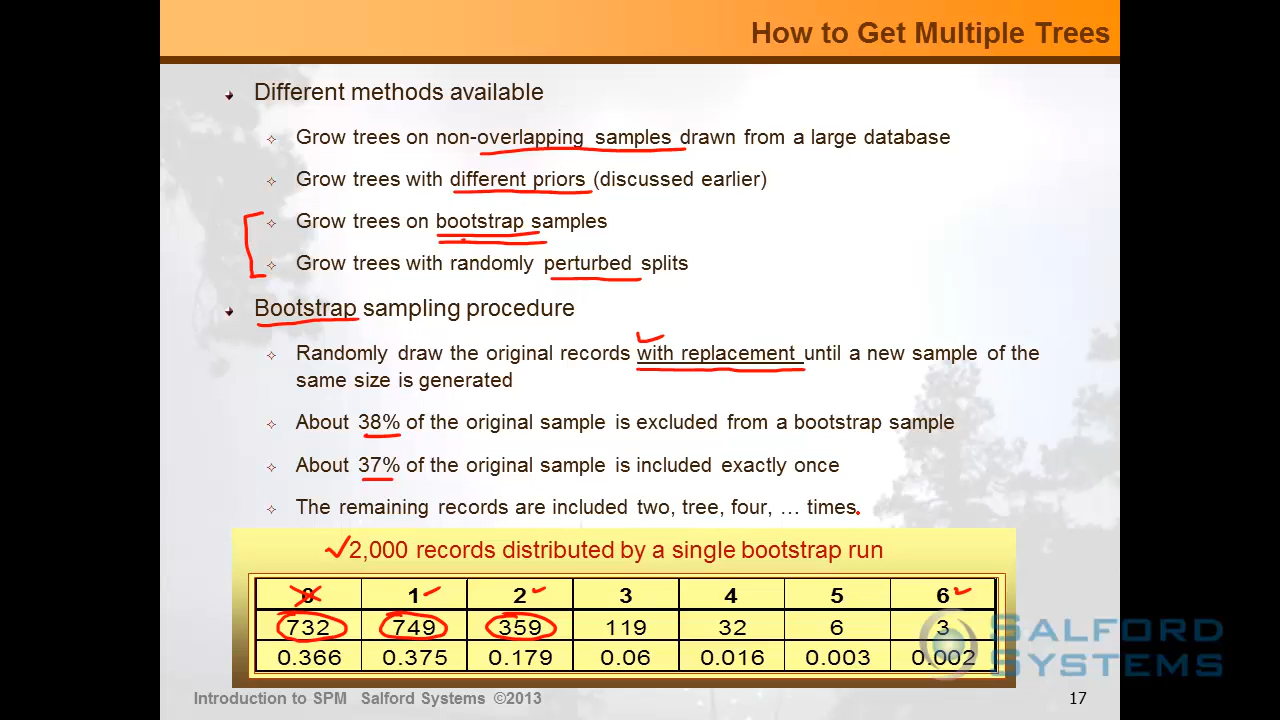 How to Get Multiple Trees
Different methods available
Grow trees on non-overlapping samples drawn from a large database
Grow trees with different priors (discussed earlier)
Grow trees on bootstrap samples
Grow trees with randomly perturbed splits
Bootstrap sampling procedure
Randomly draw the original records with replacement until a new sample of the
same size is generated
About 38% of the original sample is excluded from a bootstrap sample
About 37% of the original sample is included exactly once
The remaining records are included two, tree, four, … times.
2,000 records distributed by a single bootstrap run
0 1 2 3 4 5 6
732 749 359 119 32 6 3
0.366 0.375 0.179 0.06 0.016 0.003 0.002
SALFORD
SYSTEMS
Introduction to SPM Salford Systems ©2013 17